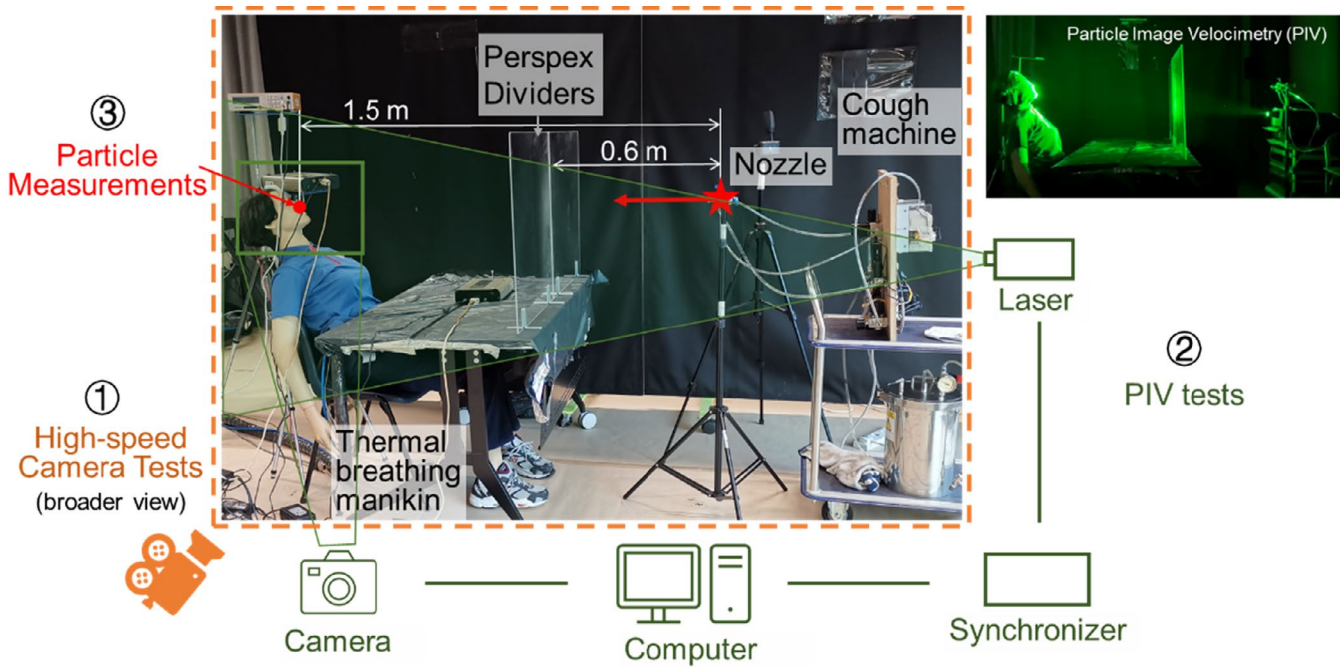 Particle Image Velocimetry (PIV)
Perspex
Dividers
Cough
machine
③
1.5 m
Particle
Measurements
0.6 m
Nozzle
Laser
②
PIV tests
①
High-speed
Camera Tests
(broader view)
Thermal
breathing
manikin
Camera
Computer
Synchronizer